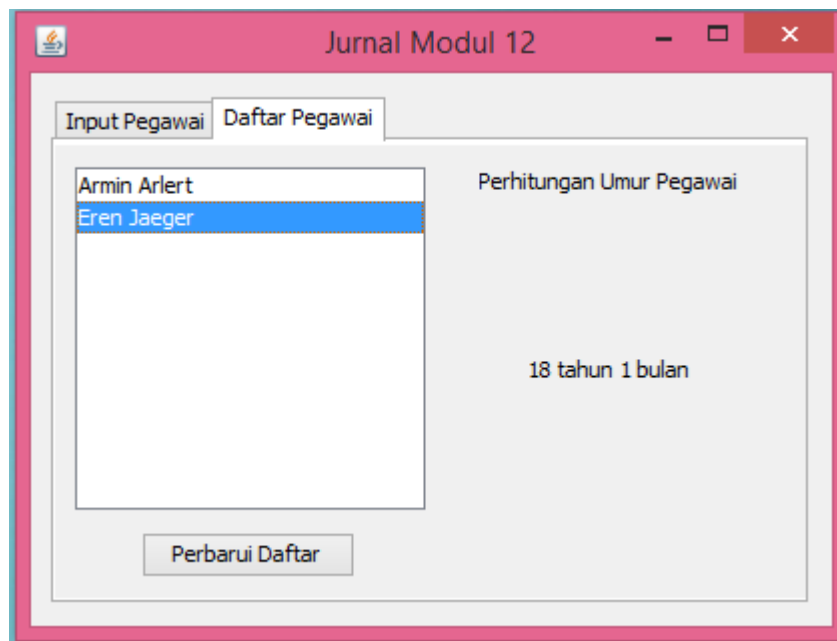 Jurnal Modul 12
Input Pegawai
Daftar Pegawai
Armin Arlert
Eren Jaeger
Perhitungan Umur Pegawai
18 tahun 1 bulan
Perbarui Daftar